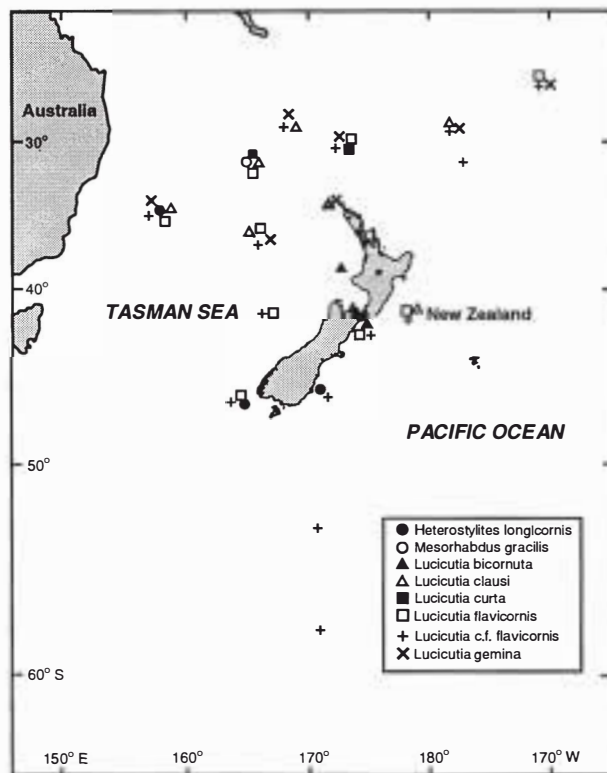 Australia
30°
40°
TASMAN SEA
New Zealand
PACIFIC OCEAN
50°
60° S
Heterostylites longlcornis
Mesorhabdus gracilis
Lucicutia bicornuta
Lucicutia clausi
Lucicutia curta
Lucicutia flavicornis
Lucicutia c.f. flavicornis
Lucicutia gemina
150° E
160°
170°
180°
170° W